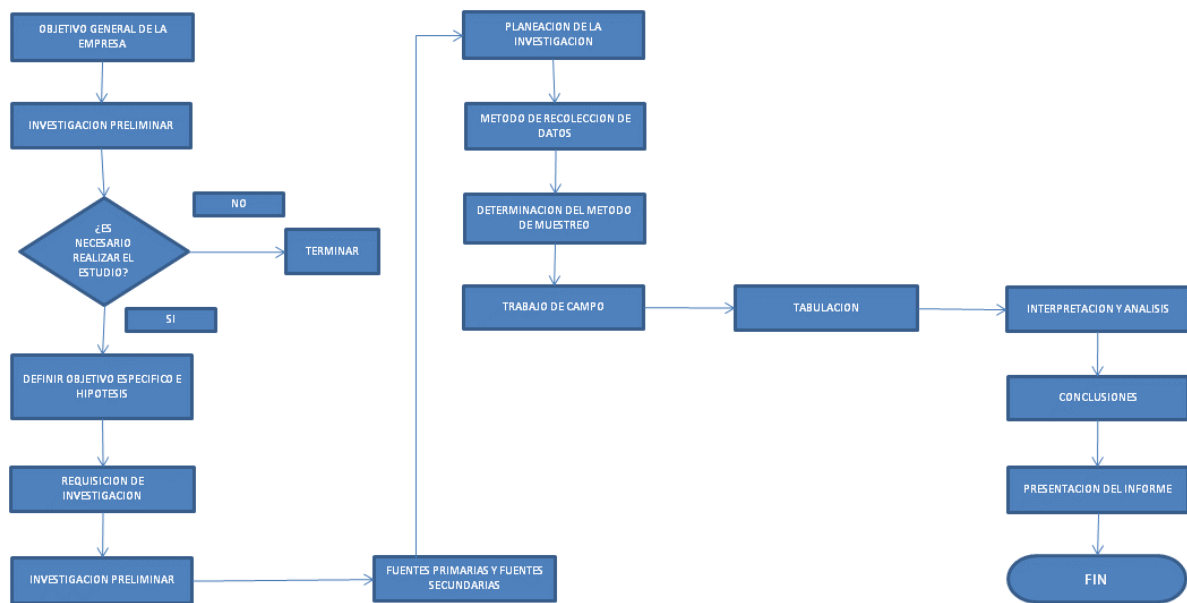 OBJETIVO GENERAL DE LA
EMPRESA
INVESTIGACION PRELIMINAR
¿ES
NECESARIO
REALIZAR EL
ESTUDIO?
NO
TERMINAR
SI
DEFINIR OBJETIVO ESPECIFICO E
HIPOTESIS
REQUISICION DE
INVESTIGACION
INVESTIGACION PRELIMINAR
FUENTES PRIMARIAS Y FUENTES
SECUNDARIAS
PLANEACION DE LA
INVESTIGACION
METODO DE RECOLECCION DE
DATOS
DETERMINACION DEL METODO
DE MUESTREO
TRABAJO DE CAMPO
TABULACION
INTERPRETACION Y ANALISIS
CONCLUSIONES
PRESENTACION DEL INFORME
FIN